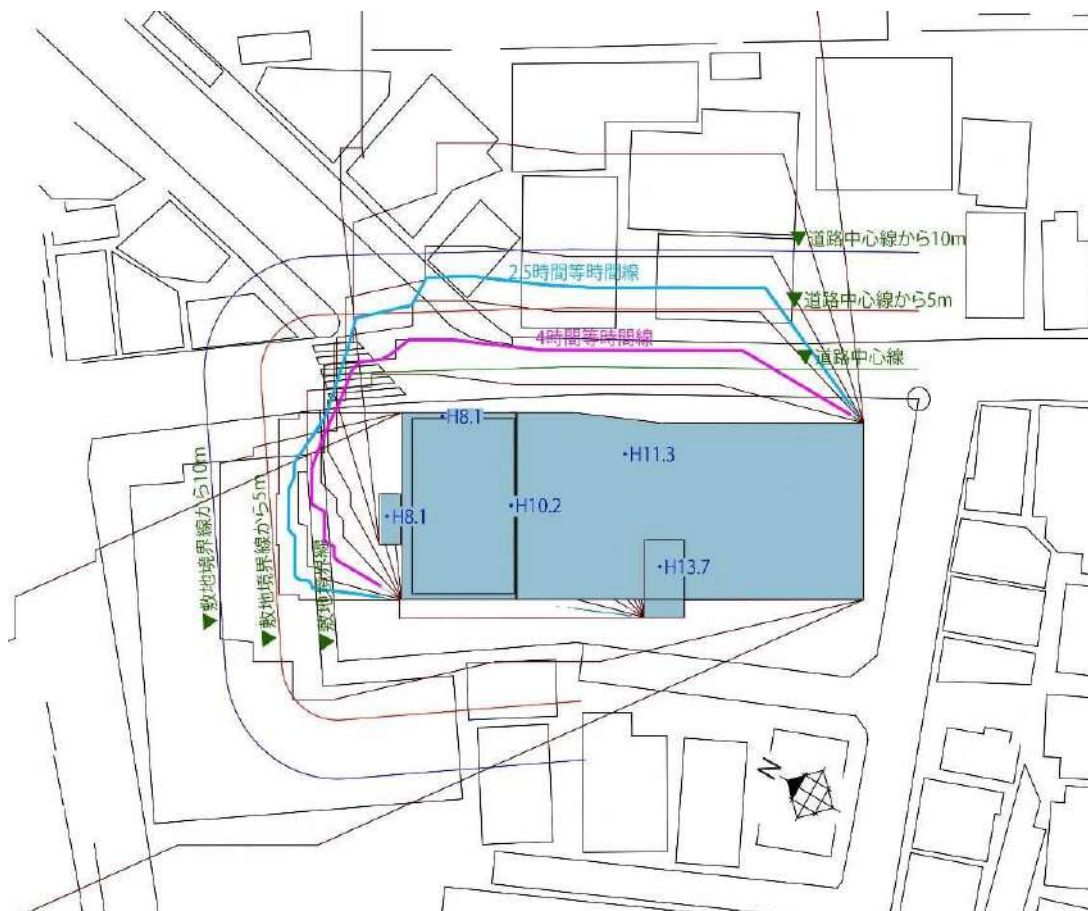 ▼道路中心線から10m
2.5時間等時間線
▼道路中心線から5m
4時間等時間線
▼道路中心線
・H8.1
・H11.3
・H8.1
・H10.2
・H13.7
▼敷地境界線から10m
▼敷地境界線から5m
▼敷地境界線
N